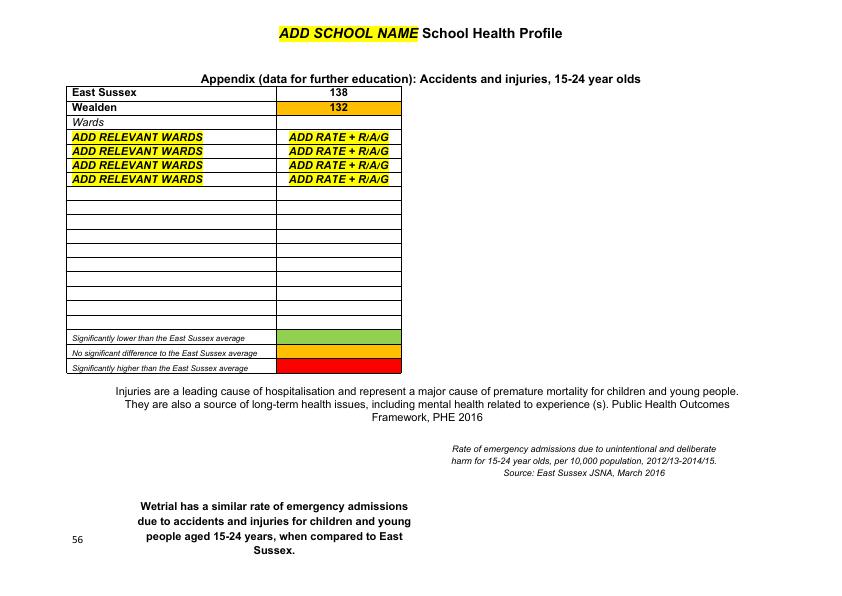 ADD SCHOOL NAME School Health Profile
Appendix (data for further education): Accidents and injuries, 15-24 year olds
East Sussex 138
Wealden 132
Wards
ADD RELEVANT WARDS ADD RATE + R/A/G
ADD RELEVANT WARDS ADD RATE + R/A/G
ADD RELEVANT WARDS ADD RATE + R/A/G
ADD RELEVANT WARDS ADD RATE + R/A/G
Significantly lower than the East Sussex average
No significant difference to the East Sussex average
Significantly higher than the East Sussex average
Injuries are a leading cause of hospitalisation and represent a major cause of premature mortality for children and young people.
They are also a source of long-term health issues, including mental health related to experience (s). Public Health Outcomes
Framework, PHE 2016
Rate of emergency admissions due to unintentional and deliberate
harm for 15-24 year olds, per 10,000 population, 2012/13-2014/15.
Source: East Sussex JSNA, March 2016
Wetrial has a similar rate of emergency admissions
due to accidents and injuries for children and young
people aged 15-24 years, when compared to East
Sussex.
56